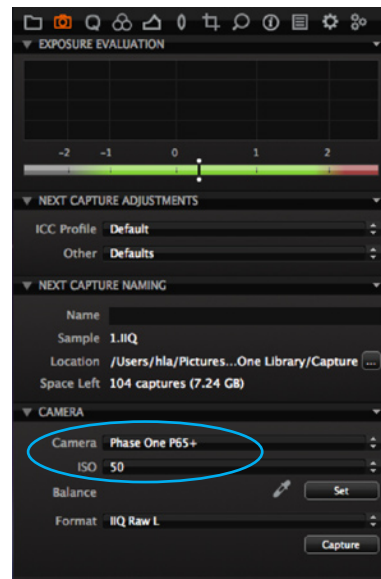 EXPOSURE EVALUATION
-2 -1 0 1 2
NEXT CAPTURE ADJUSTMENTS
ICC Profile Default
Other Defaults
NEXT CAPTURE NAMING
Name
Sample 1.IIQ
Location /Users/hla/Pictures...One Library/Capture ...
Space Left 104 captures (7.24 GB)
CAMERA
Camera Phase One P65+
ISO 50
Balance Set
Format IIQ Raw L
Capture